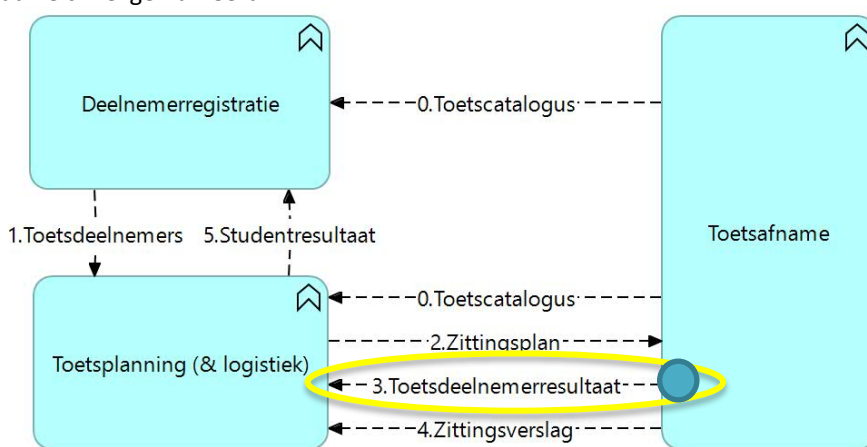 Deelnemerregistratie
0.Toetscatalogus
Toetsafname
1.Toetsdeelnemers
5.Studentresultaat
0.Toetscatalogus
Toetsplanning (& logistiek)
2.Zittingsplan
3.Toetsdeelnemerresultaat
4.Zittingsverslag